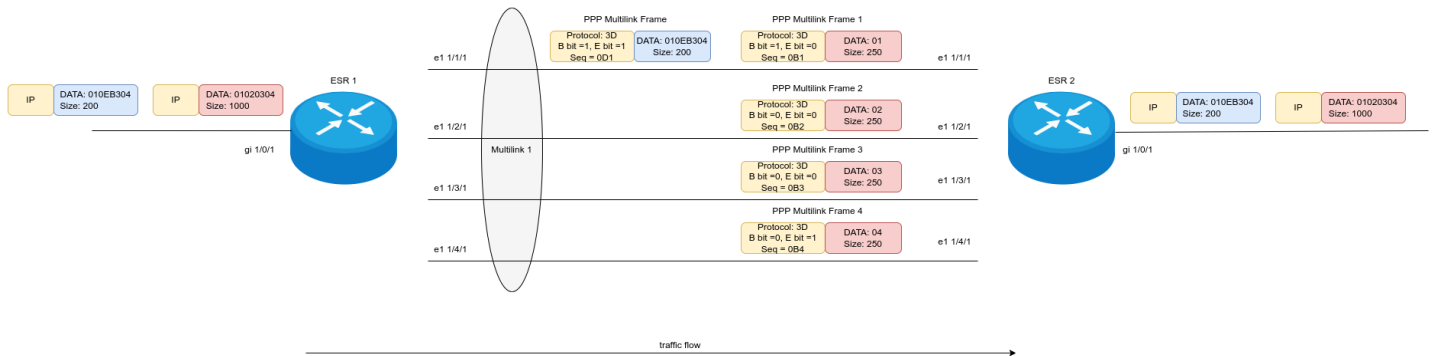 PPP Multilink Frame
PPP Multilink Frame 1
Protocol: 3D
B bit =1, E bit =1
Seq = 0D1
DATA: 010EB304
Size: 200
Protocol: 3D
B bit =1, E bit =0
Seq = 0B1
DATA: 01
Size: 250
e1 1/1/1
e1 1/1/1
ESR 1
ESR 2
IP
DATA: 010EB304
Size: 200
IP
DATA: 01020304
Size: 1000
gi 1/0/1
PPP Multilink Frame 2
Protocol: 3D
B bit =0, E bit =0
Seq = 0B2
DATA: 02
Size: 250
e1 1/2/1
e1 1/2/1
IP
DATA: 010EB304
Size: 200
IP
DATA: 01020304
Size: 1000
gi 1/0/1
Multilink 1
PPP Multilink Frame 3
Protocol: 3D
B bit =0, E bit =0
Seq = 0B3
DATA: 03
Size: 250
e1 1/3/1
e1 1/3/1
PPP Multilink Frame 4
Protocol: 3D
B bit =0, E bit =1
Seq = 0B4
DATA: 04
Size: 250
e1 1/4/1
e1 1/4/1
traffic flow